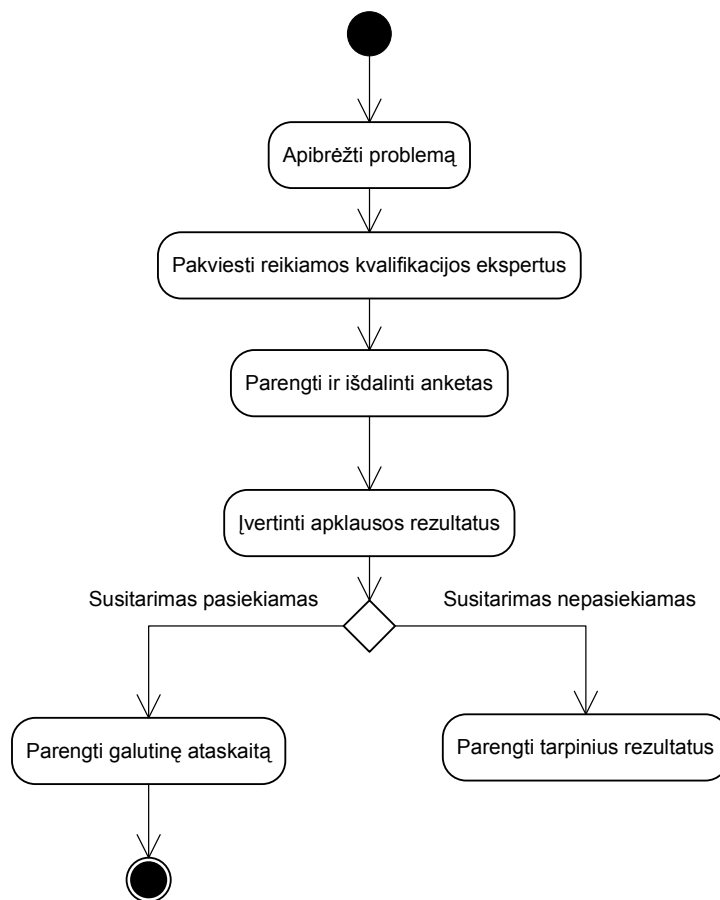 Apibrėžti problemą
Pakviesti reikiamos kvalifikacijos ekspertus
Parengti ir išdalinti anketas
Įvertinti apklausos rezultatus
Susitarimas pasiekiamas
Susitarimas nepasiekiamas
Parengti galutinę ataskaitą
Parengti tarpinius rezultatus